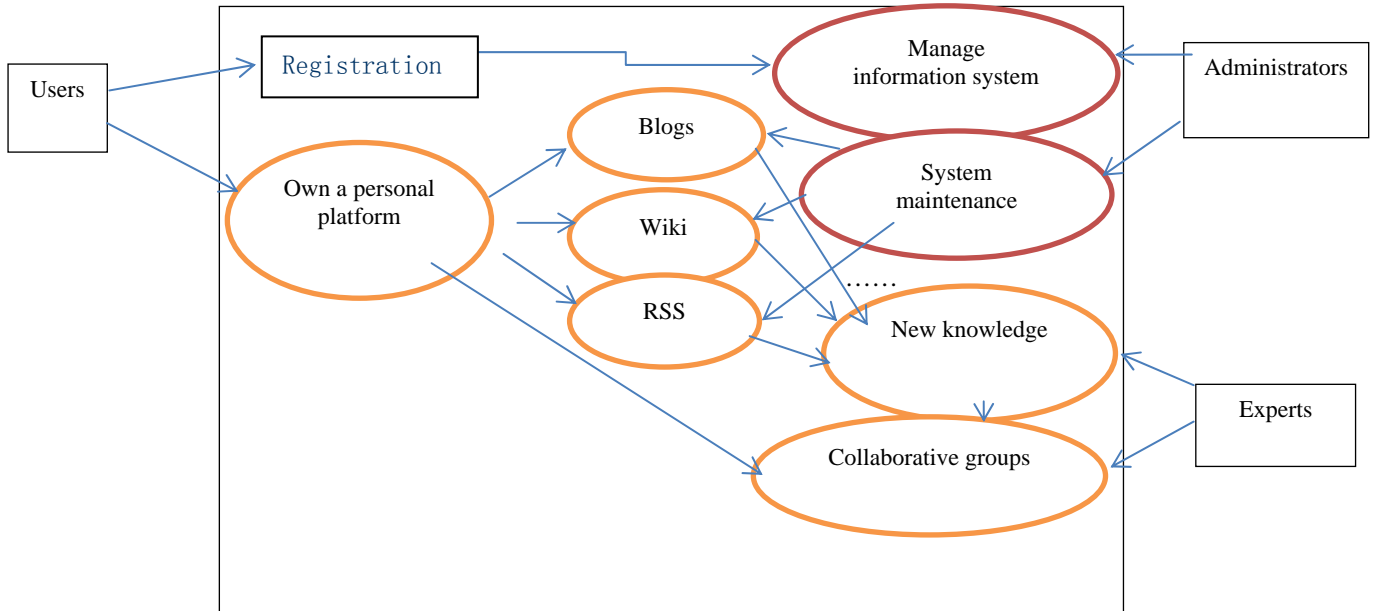 Users
Registration
Manage
information system
Administrators
Blogs
System
maintenance
Own a personal
platform
Wiki
RSS
……
New knowledge
Experts
Collaborative groups